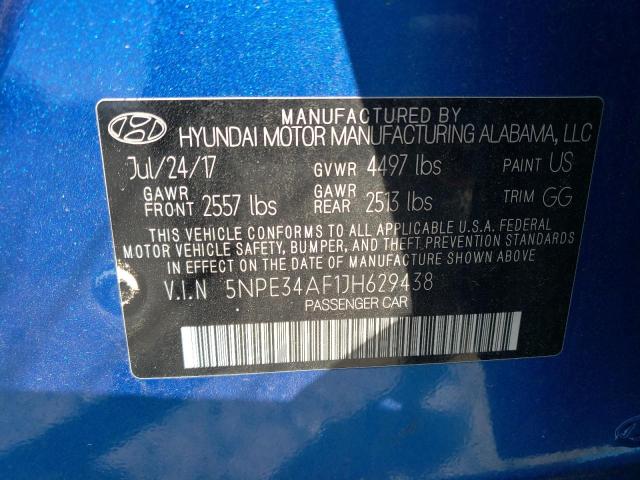 MANUFACTURED BY
HYUNDAI MOTOR MANUFACTURING ALABAMA, LLC
Jul/24/17 GVWR 4497 lbs PAINT US
GAWR FRONT 2557 lbs GAWR REAR 2513 lbs TRIM GG
THIS VEHICLE CONFORMS TO ALL APPLICABLE U.S.A. FEDERAL
MOTOR VEHICLE SAFETY, BUMPER, AND THEFT PREVENTION STANDARDS
IN EFFECT ON THE DATE OF MANUFACTURE SHOWN ABOVE.
V.I.N 5NPE34AF1JH629438
PASSENGER CAR